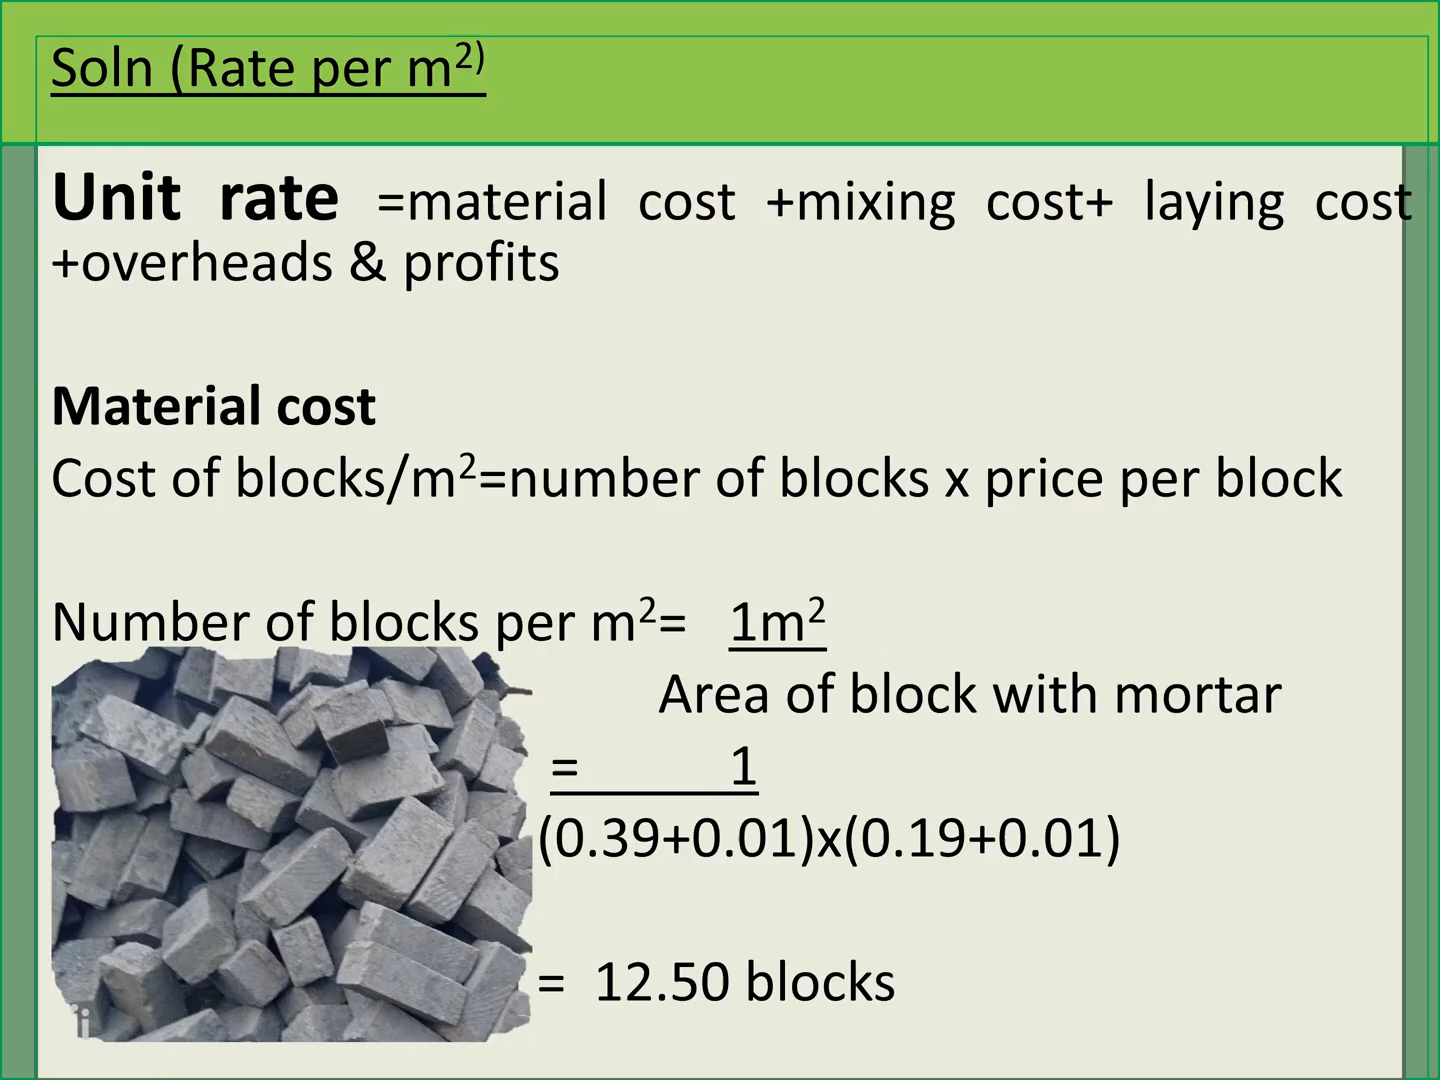 Soln (Rate per m²)
Unit rate =material cost +mixing cost+ laying cost
+overheads & profits
Material cost
Cost of blocks/m²=number of blocks x price per block
Number of blocks per m²= 1m²
Area of block with mortar
= 1
(0.39+0.01)x(0.19+0.01)
= 12.50 blocks